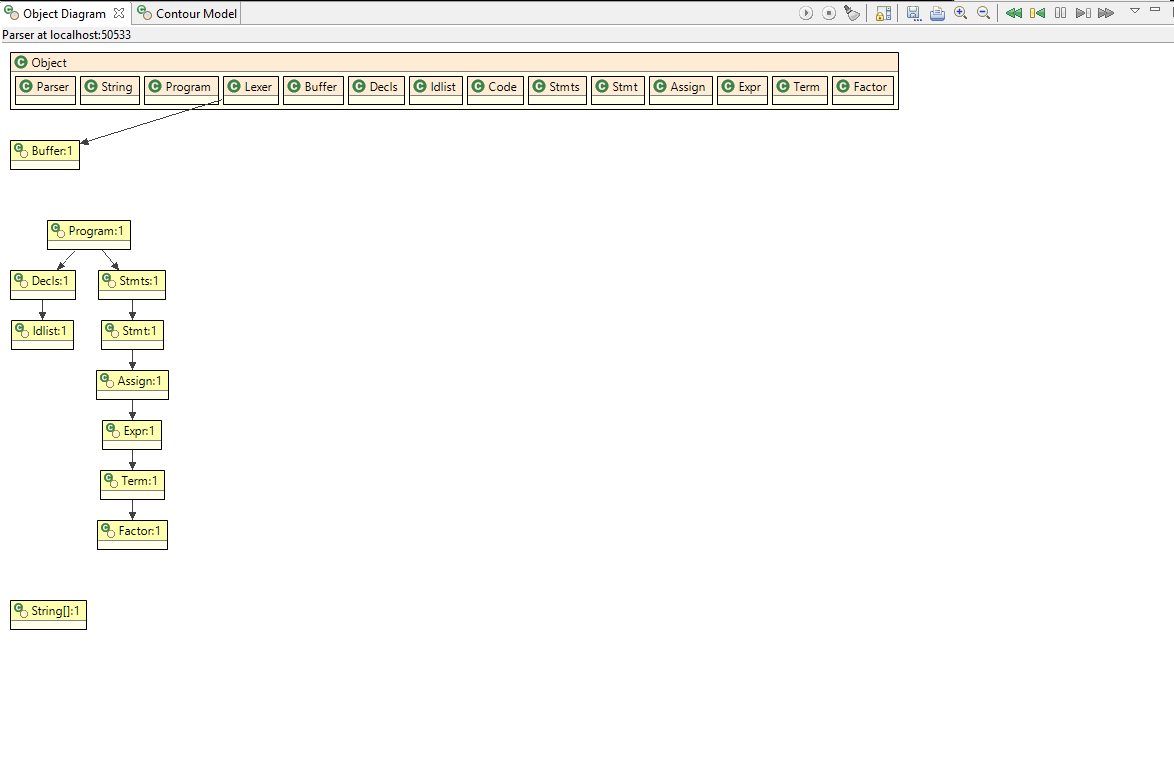 Object Diagram Contour Model
Parser at localhost:50533
Object
Parser String Program Lexer Buffer Decls Idlist Code Stmts Stmt Assign Expr Term Factor
Buffer:1
Program:1
Decls:1 Stmts:1
Idlist:1 Stmt:1
Assign:1
Expr:1
Term:1
Factor:1
String[]:1